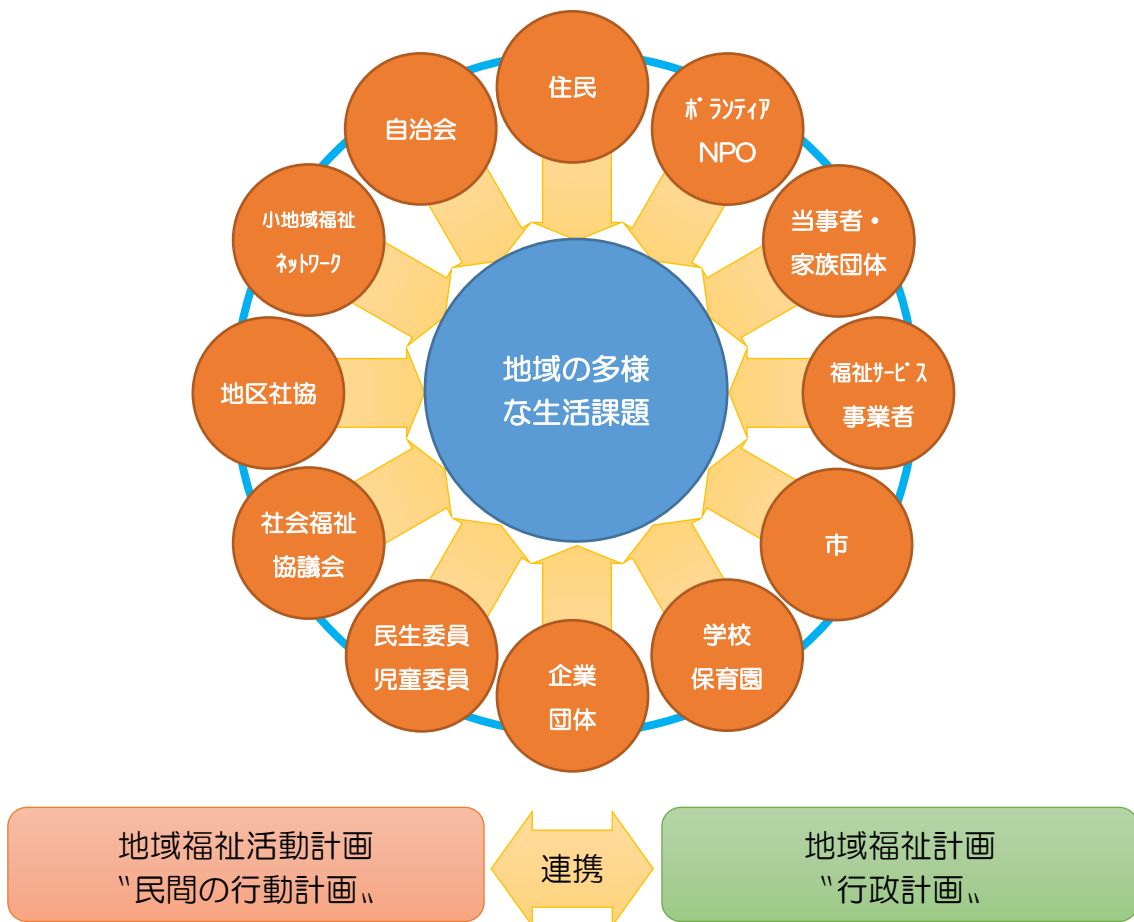 住民
ボランティア
NPO
当事者・
家族団体
福祉サービス
事業者
市
学校
保育園
企業
団体
民生委員
児童委員
社会福祉
協議会
地区社協
小地域福祉
ネットワーク
自治会
地域の多様
な生活課題
地域福祉活動計画
〝民間の行動計画〟
連携
地域福祉計画
〝行政計画〟